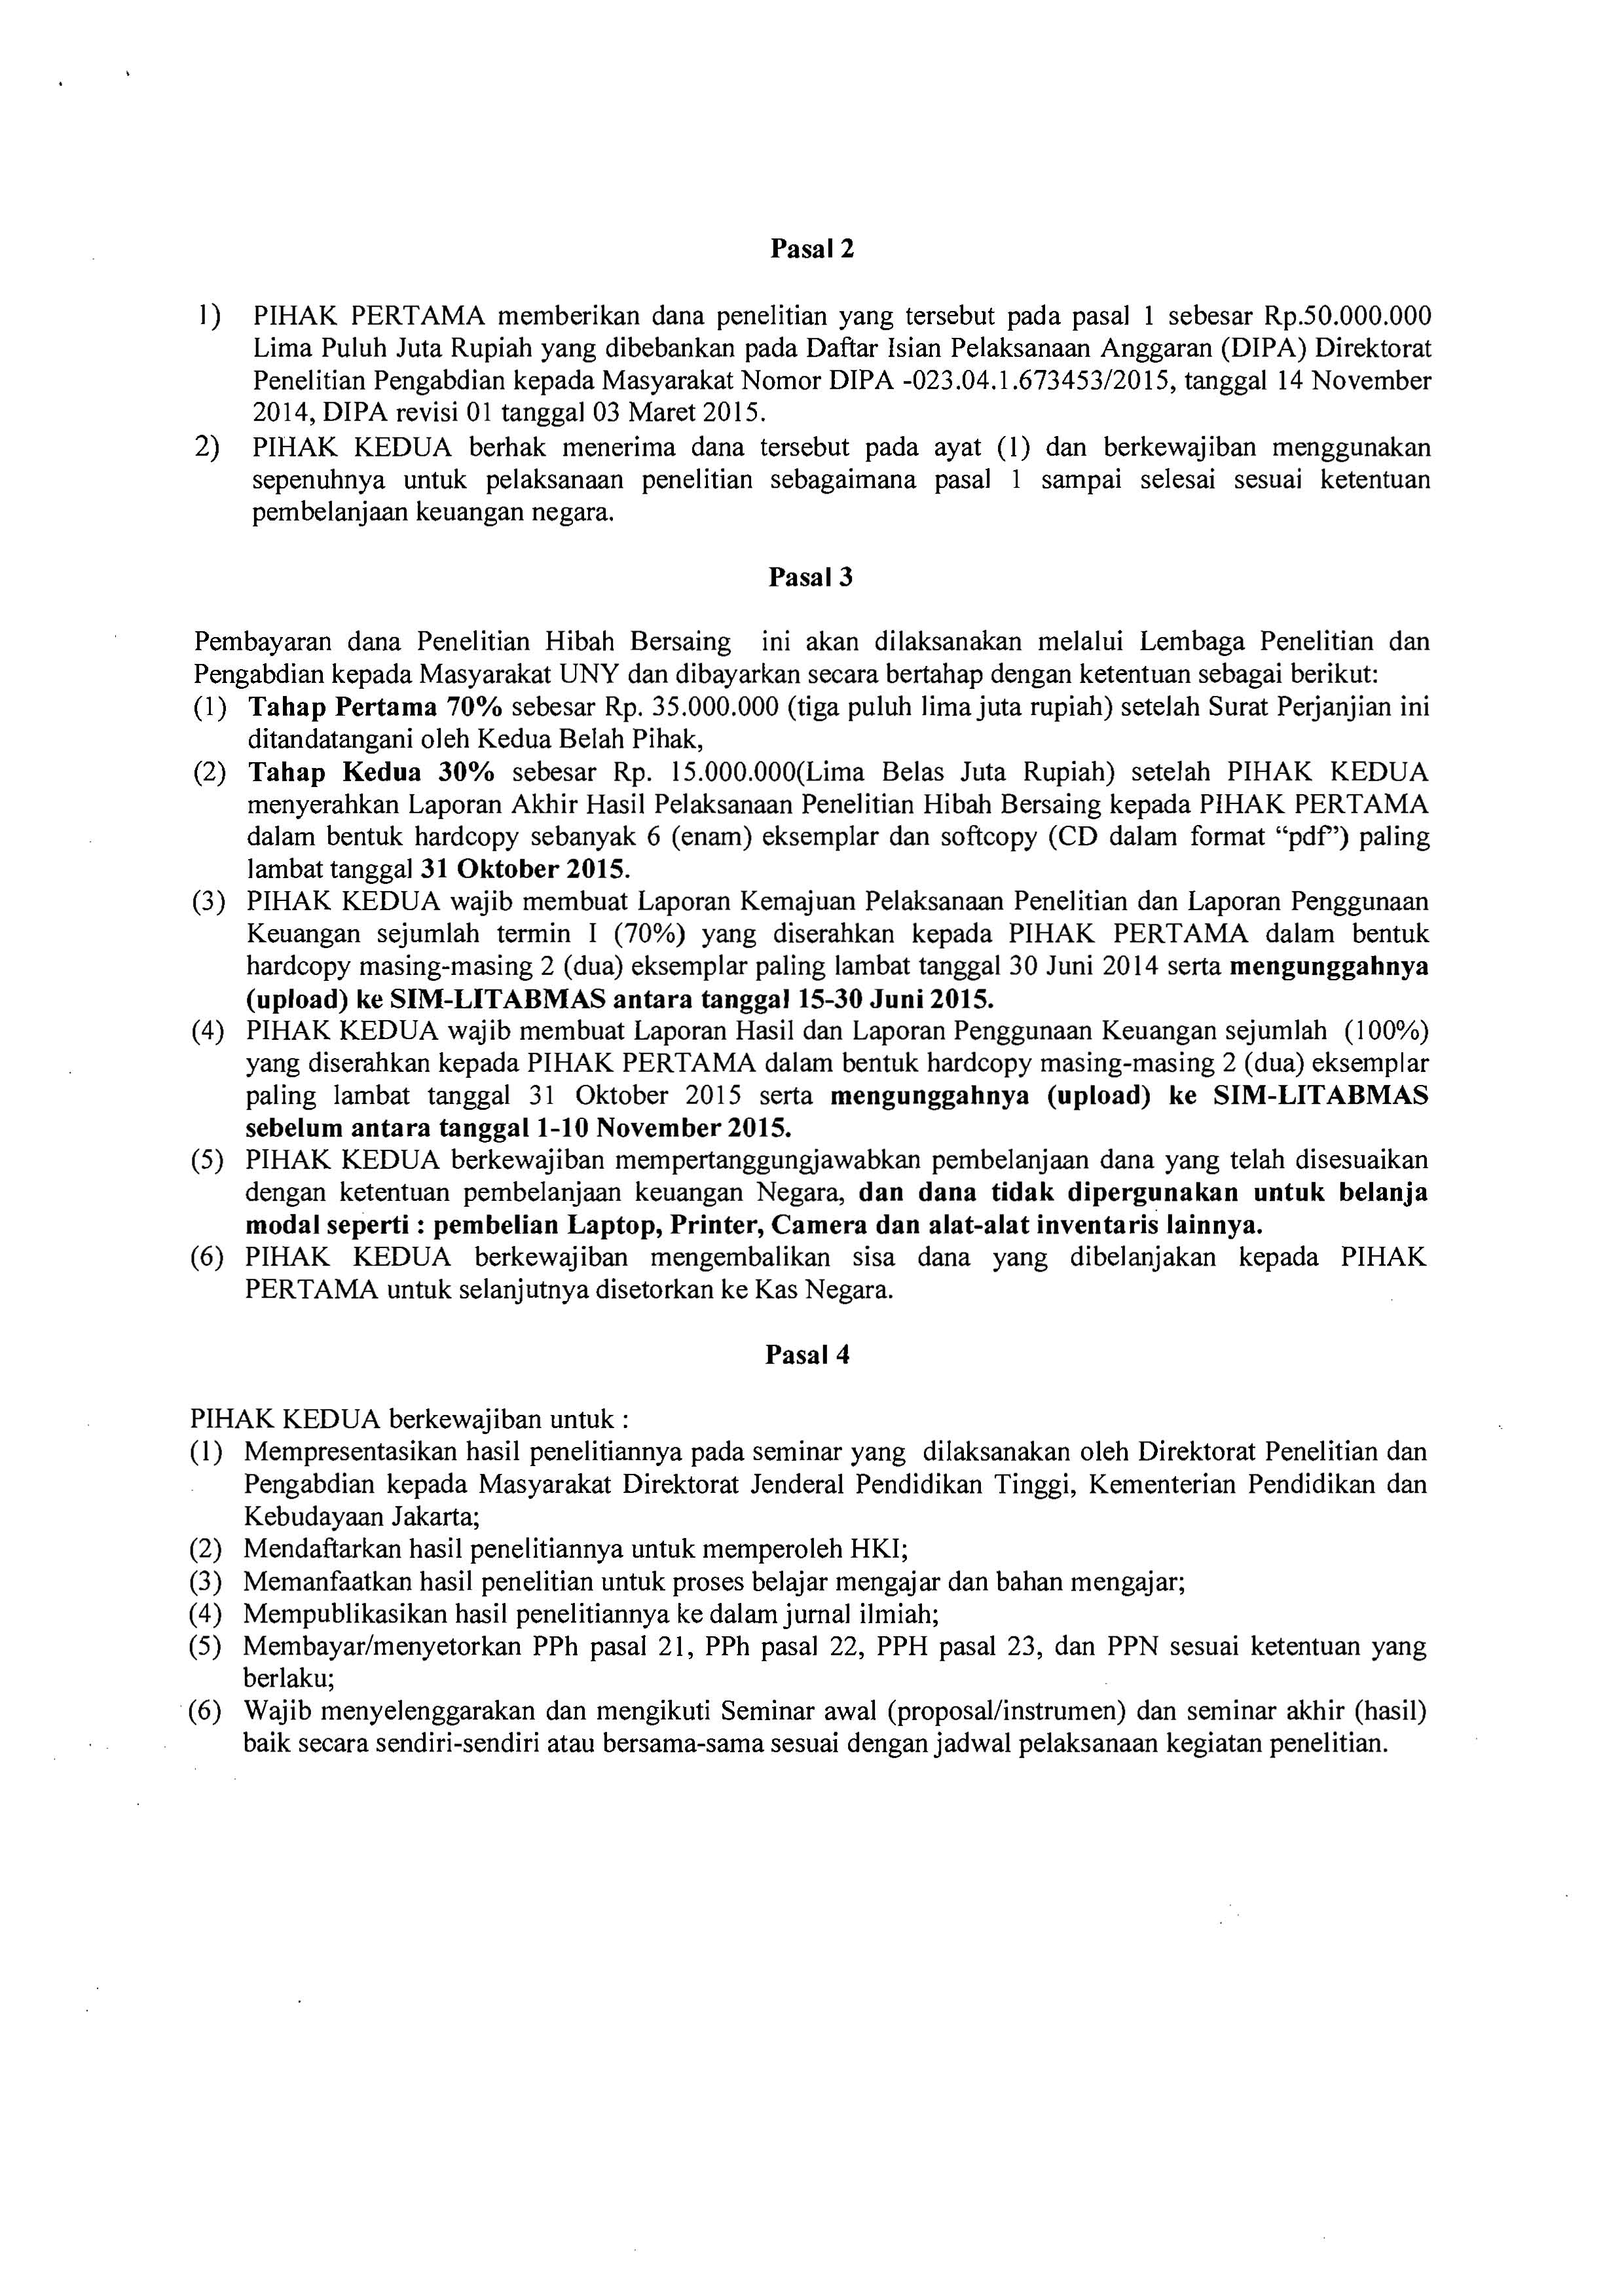 Pasal 2
1) PIHAK PERTAMA memberikan dana penelitian yang tersebut pada pasal 1 sebesar Rp.50.000.000
Lima Puluh Juta Rupiah yang dibebankan pada Daftar Isian Pelaksanaan Anggaran (DIPA) Direktorat
Penelitian Pengabdian kepada Masyarakat Nomor DIPA -023.04.1.673453/2015, tanggal 14 November
2014, DIPA revisi 01 tanggal 03 Maret 2015.
2) PIHAK KEDUA berhak menerima dana tersebut pada ayat (1) dan berkewajiban menggunakan
sepenuhnya untuk pelaksanaan penelitian sebagaimana pasal 1 sampai selesai sesuai ketentuan
pembelanjaan keuangan negara.
Pasal 3
Pembayaran dana Penelitian Hibah Bersaing ini akan dilaksanakan melalui Lembaga Penelitian dan
Pengabdian kepada Masyarakat UNY dan dibayarkan secara bertahap dengan ketentuan sebagai berikut:
(1) Tahap Pertama 70% sebesar Rp. 35.000.000 (tiga puluh lima juta rupiah) setelah Surat Perjanjian ini
ditandatangani oleh Kedua Belah Pihak,
(2) Tahap Kedua 30% sebesar Rp. 15.000.000(Lima Belas Juta Rupiah) setelah PIHAK KEDUA
menyerahkan Laporan Akhir Hasil Pelaksanaan Penelitian Hibah Bersaing kepada PIHAK PERTAMA
dalam bentuk hardcopy sebanyak 6 (enam) eksemplar dan softcopy (CD dalam format “pdf”) paling
lambat tanggal 31 Oktober 2015.
(3) PIHAK KEDUA wajib membuat Laporan Kemajuan Pelaksanaan Penelitian dan Laporan Penggunaan
Keuangan sejumlah termin I (70%) yang diserahkan kepada PIHAK PERTAMA dalam bentuk
hardcopy masing-masing 2 (dua) eksemplar paling lambat tanggal 30 Juni 2014 serta mengunggahnya
(upload) ke SIM-LITABMAS antara tanggal 15-30 Juni 2015.
(4) PIHAK KEDUA wajib membuat Laporan Hasil dan Laporan Penggunaan Keuangan sejumlah (100%)
yang diserahkan kepada PIHAK PERTAMA dalam bentuk hardcopy masing-masing 2 (dua) eksemplar
paling lambat tanggal 31 Oktober 2015 serta mengunggahnya (upload) ke SIM-LITABMAS
sebelum antara tanggal 1-10 November 2015.
(5) PIHAK KEDUA berkewajiban mempertanggungjawabkan pembelanjaan dana yang telah disesuaikan
dengan ketentuan pembelanjaan keuangan Negara, dan dana tidak dipergunakan untuk belanja
modal seperti : pembelian Laptop, Printer, Camera dan alat-alat inventaris lainnya.
(6) PIHAK KEDUA berkewajiban mengembalikan sisa dana yang dibelanjakan kepada PIHAK
PERTAMA untuk selanjutnya disetorkan ke Kas Negara.
Pasal 4
PIHAK KEDUA berkewajiban untuk :
(1) Mempresentasikan hasil penelitiannya pada seminar yang dilaksanakan oleh Direktorat Penelitian dan
Pengabdian kepada Masyarakat Direktorat Jenderal Pendidikan Tinggi, Kementerian Pendidikan dan
Kebudayaan Jakarta;
(2) Mendaftarkan hasil penelitiannya untuk memperoleh HKI;
(3) Memanfaatkan hasil penelitian untuk proses belajar mengajar dan bahan mengajar;
(4) Mempublikasikan hasil penelitiannya ke dalam jurnal ilmiah;
(5) Membayar/menyetorkan PPh pasal 21, PPh pasal 22, PPH pasal 23, dan PPN sesuai ketentuan yang
berlaku;
(6) Wajib menyelenggarakan dan mengikuti Seminar awal (proposal/instrumen) dan seminar akhir (hasil)
baik secara sendiri-sendiri atau bersama-sama sesuai dengan jadwal pelaksanaan kegiatan penelitian.